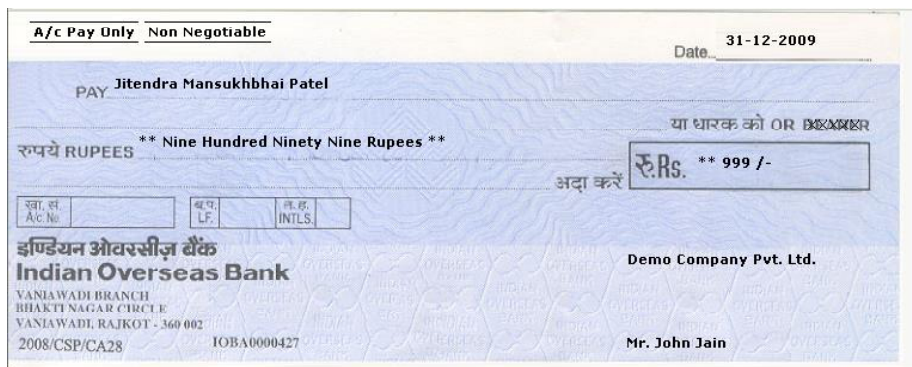 A/c Pay Only Non Negotiable
Date 31-12-2009
PAY Jitendra Mansukhbhai Patel
या धारक को OR
रुपये RUPEES ** Nine Hundred Ninety Nine Rupees **
अदा करें रु.Rs. ** 999 /-
खा. सं. ब.प. ल.ह.
A/c. No. LF. INTLS.
इण्डियन ओवरसीज़ बैंक
Indian Overseas Bank
Demo Company Pvt. Ltd.
VANIAWADI BRANCH
BHAKTI NAGAR CIRCLE
VANIAWADI, RAJKOT - 360 002
2008/CSP/CA28 IOBA0000427
Mr. John Jain